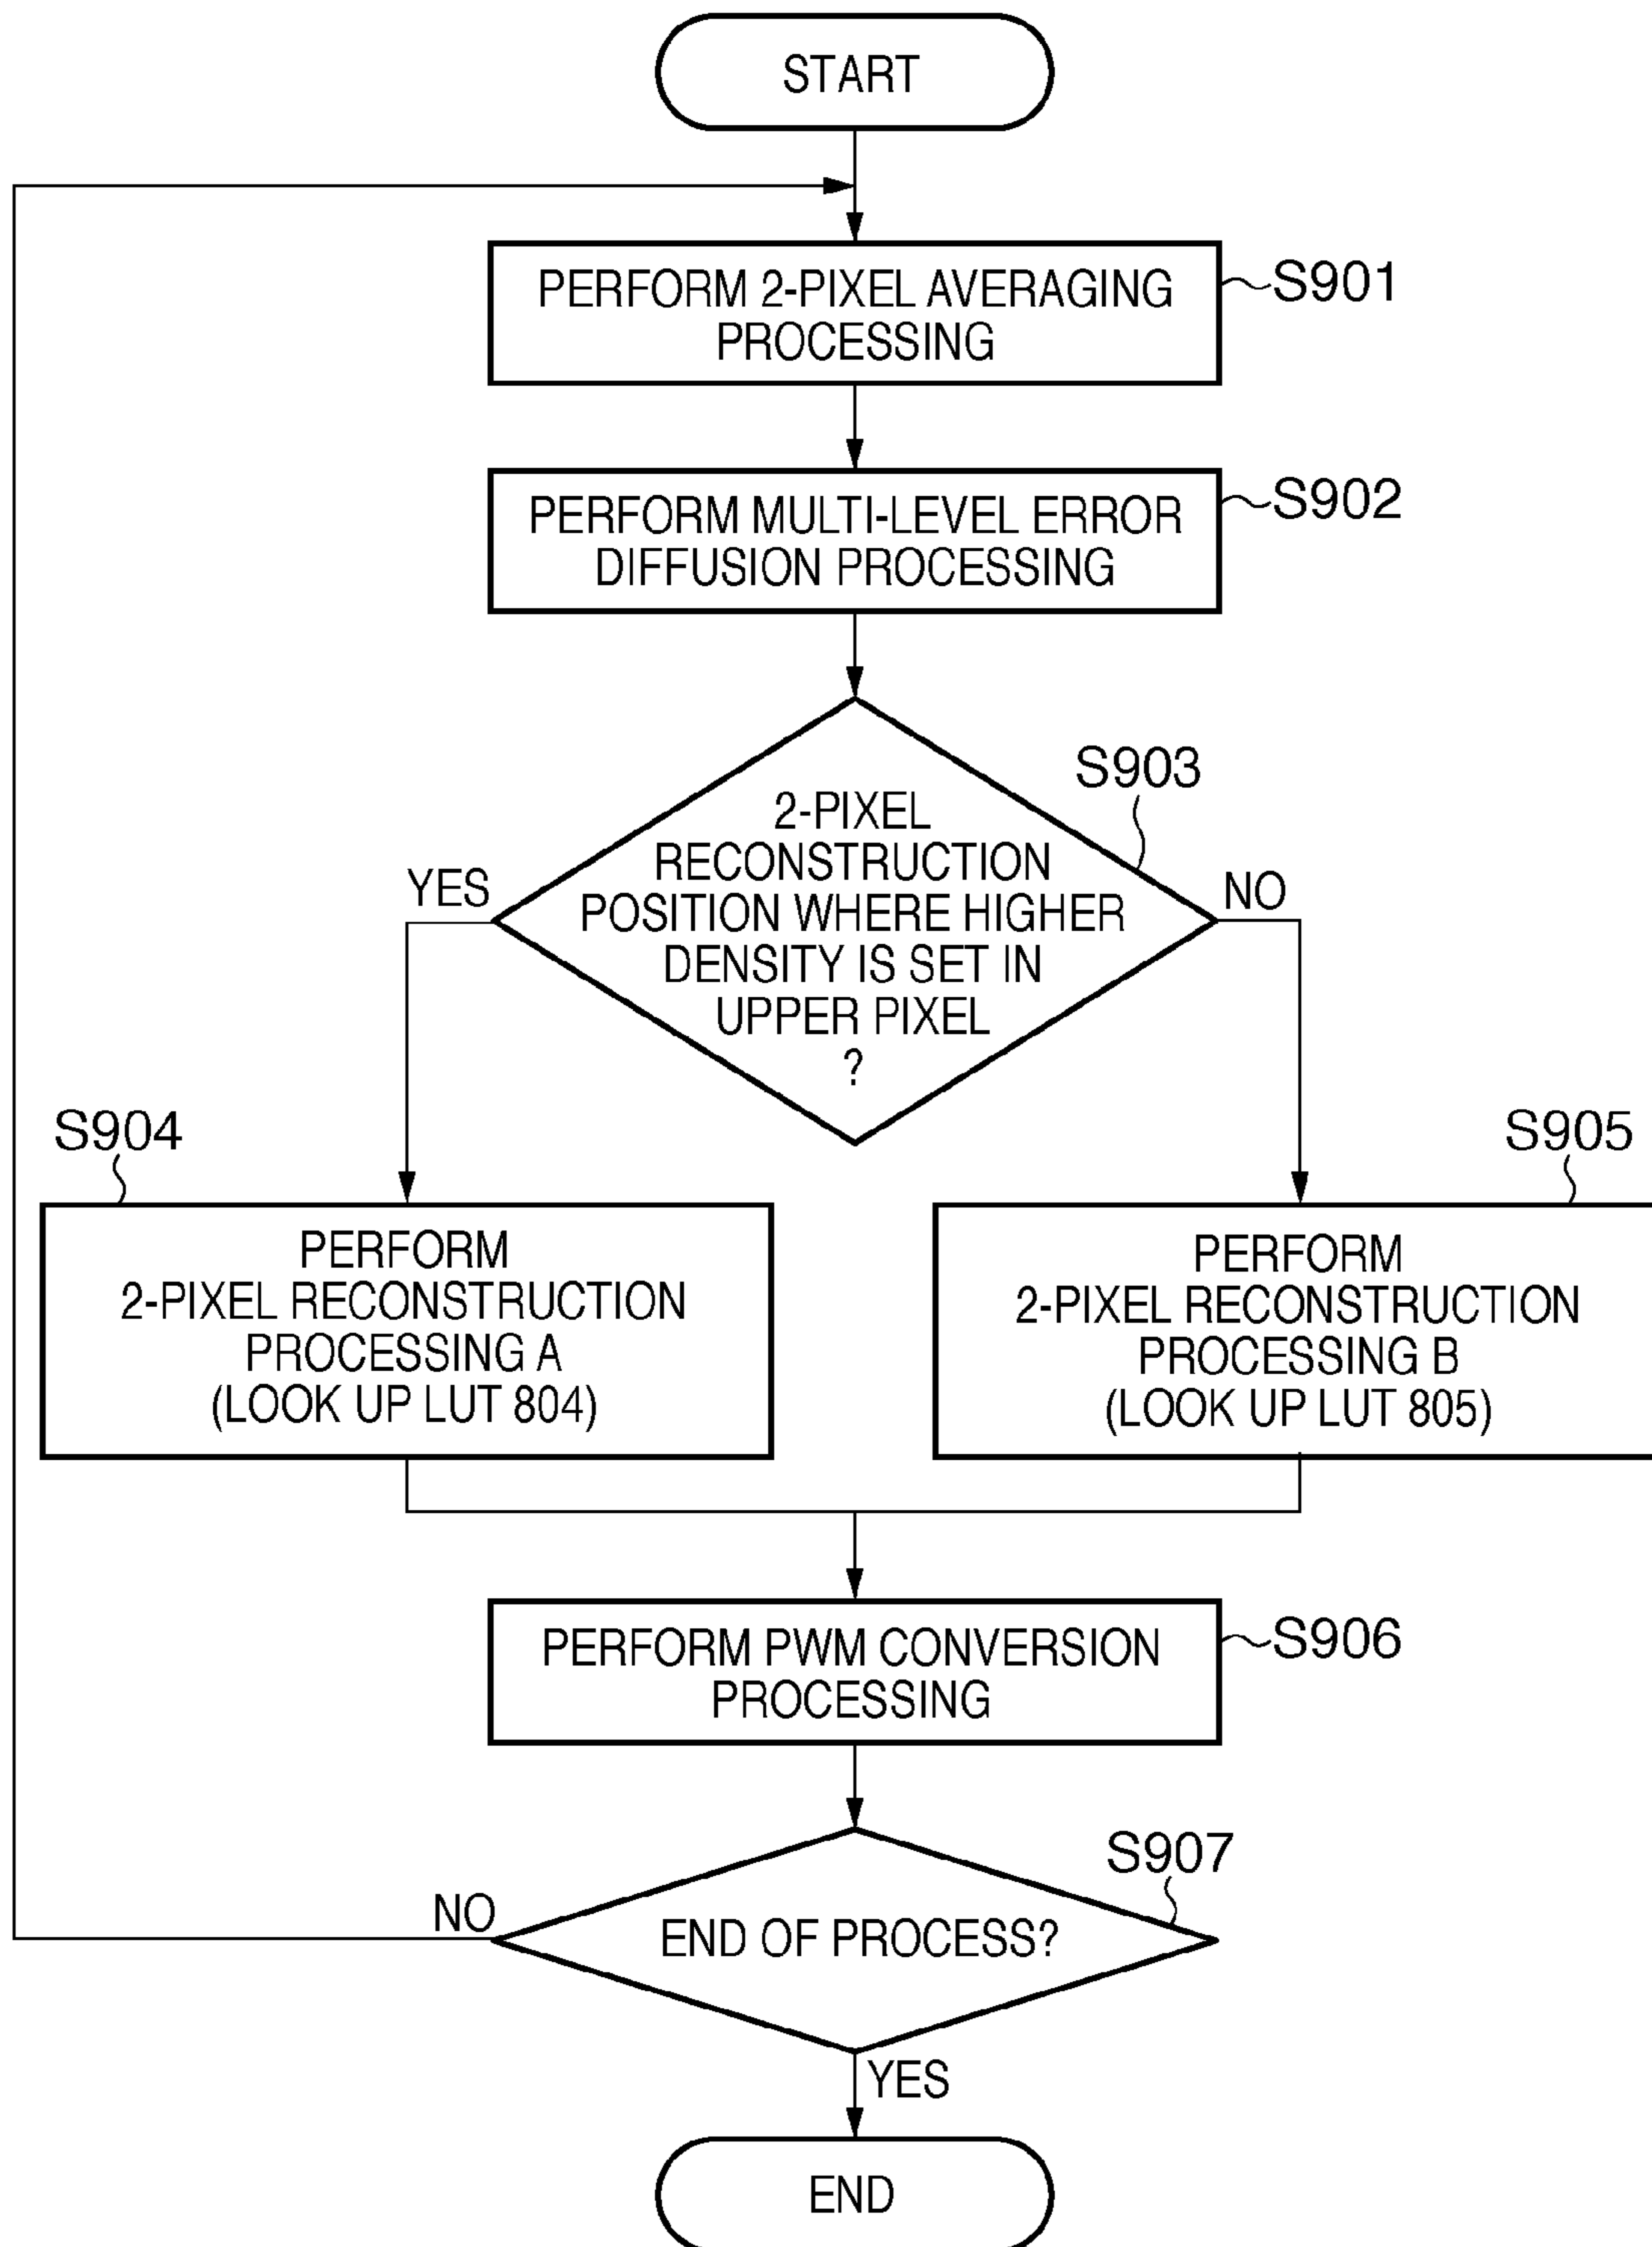 START
PERFORM 2-PIXEL AVERAGING
PROCESSING
S901
PERFORM MULTI-LEVEL ERROR
DIFFUSION PROCESSING
S902
S903
2-PIXEL
RECONSTRUCTION
POSITION WHERE HIGHER
DENSITY IS SET IN
UPPER PIXEL
?
YES
NO
S904
PERFORM
2-PIXEL RECONSTRUCTION
PROCESSING A
(LOOK UP LUT 804)
S905
PERFORM
2-PIXEL RECONSTRUCTION
PROCESSING B
(LOOK UP LUT 805)
PERFORM PWM CONVERSION
PROCESSING
S906
S907
END OF PROCESS?
NO
YES
END